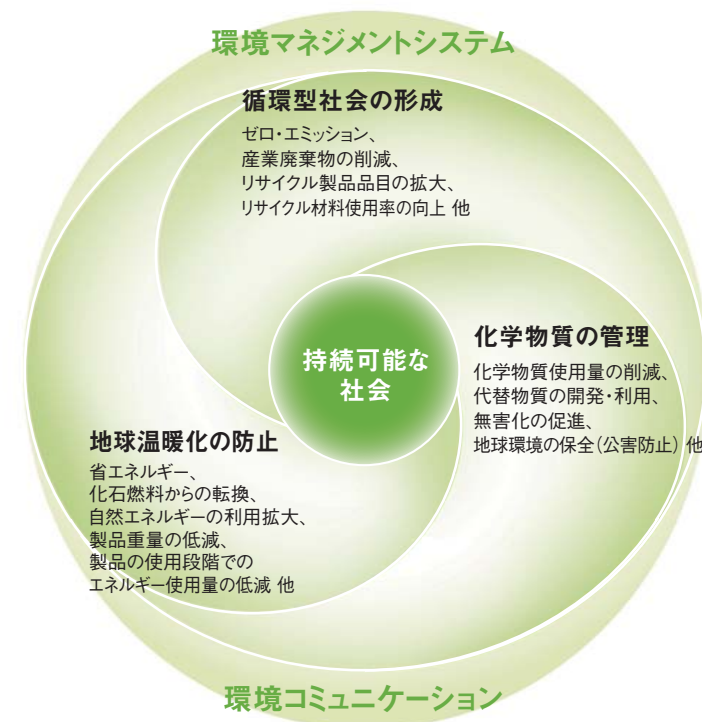 環境マネジメントシステム
循環型社会の形成
ゼロ・エミッション、
産業廃棄物の削減、
リサイクル製品品目の拡大、
リサイクル材料使用率の向上 他
持続可能な
社会
化学物質の管理
化学物質使用量の削減、
代替物質の開発・利用、
無害化の促進、
地球環境の保全(公害防止) 他
地球温暖化の防止
省エネルギー、
化石燃料からの転換、
自然エネルギーの利用拡大、
製品重量の低減、
製品の使用段階での
エネルギー使用量の低減 他
環境コミュニケーション